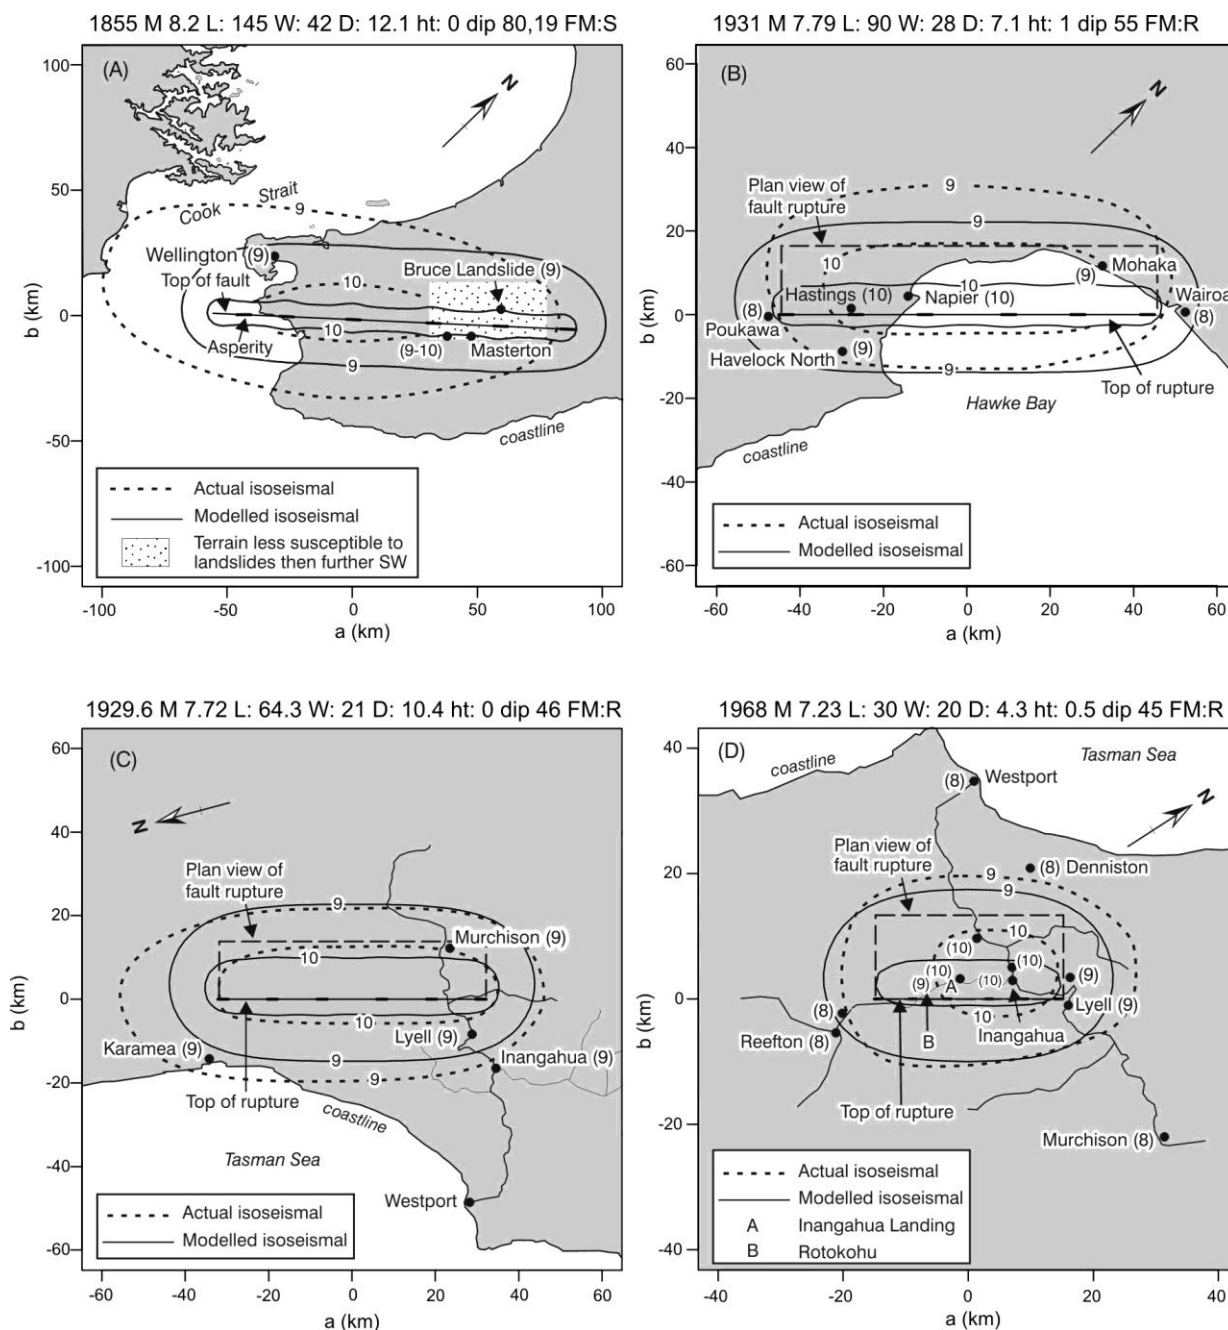 1855 M 8.2 L: 145 W: 42 D: 12.1 ht: 0 dip 80,19 FM:S
(A)
N
100
50
0
-50
-100
b (km)
Cook Strait
9
Wellington (9)
Top of fault
10
Bruce Landslide (9)
Asperity
10
(9-10)
Masterton
9
coastline
Actual isoseismal
Modelled isoseismal
Terrain less susceptible to
landslides then further SW
-100
-50
0
50
100
a (km)
1931 M 7.79 L: 90 W: 28 D: 7.1 ht: 1 dip 55 FM:R
(B)
N
60
40
20
0
-20
-40
-60
b (km)
Plan view of
fault rupture
9
9
10
10
Mohaka
(9)
Hastings (10)
Napier (10)
Wairoa
(8)
(8)
Poukawa
(9)
Havelock North
9
Top of rupture
Hawke Bay
coastline
Actual isoseismal
Modelled isoseismal
-60
-40
-20
0
20
40
60
a (km)
1929.6 M 7.72 L: 64.3 W: 21 D: 10.4 ht: 0 dip 46 FM:R
(C)
N
60
40
20
0
-20
-40
-60
b (km)
Plan view of
fault rupture
9
Murchison (9)
10
10
Lyell (9)
Karamea (9)
9
9
Inangahua (9)
Top of rupture
coastline
Tasman Sea
Westport
Actual isoseismal
Modelled isoseismal
-60
-40
-20
0
20
40
60
a (km)
1968 M 7.23 L: 30 W: 20 D: 4.3 ht: 0.5 dip 45 FM:R
(D)
Tasman Sea
coastline
N
40
20
0
-20
-40
b (km)
(8)
Westport
Plan view of
fault rupture
(8) Denniston
9
9
10
(10)
(10)
(10)
(9)
A
(10)
(9)
Lyell (9)
(8)
10
Reefton (8)
B
Inangahua
Top of rupture
Murchison (8)
Actual isoseismal
Modelled isoseismal
A Inangahua Landing
B Rotokohu
-40
-20
0
20
40
a (km)